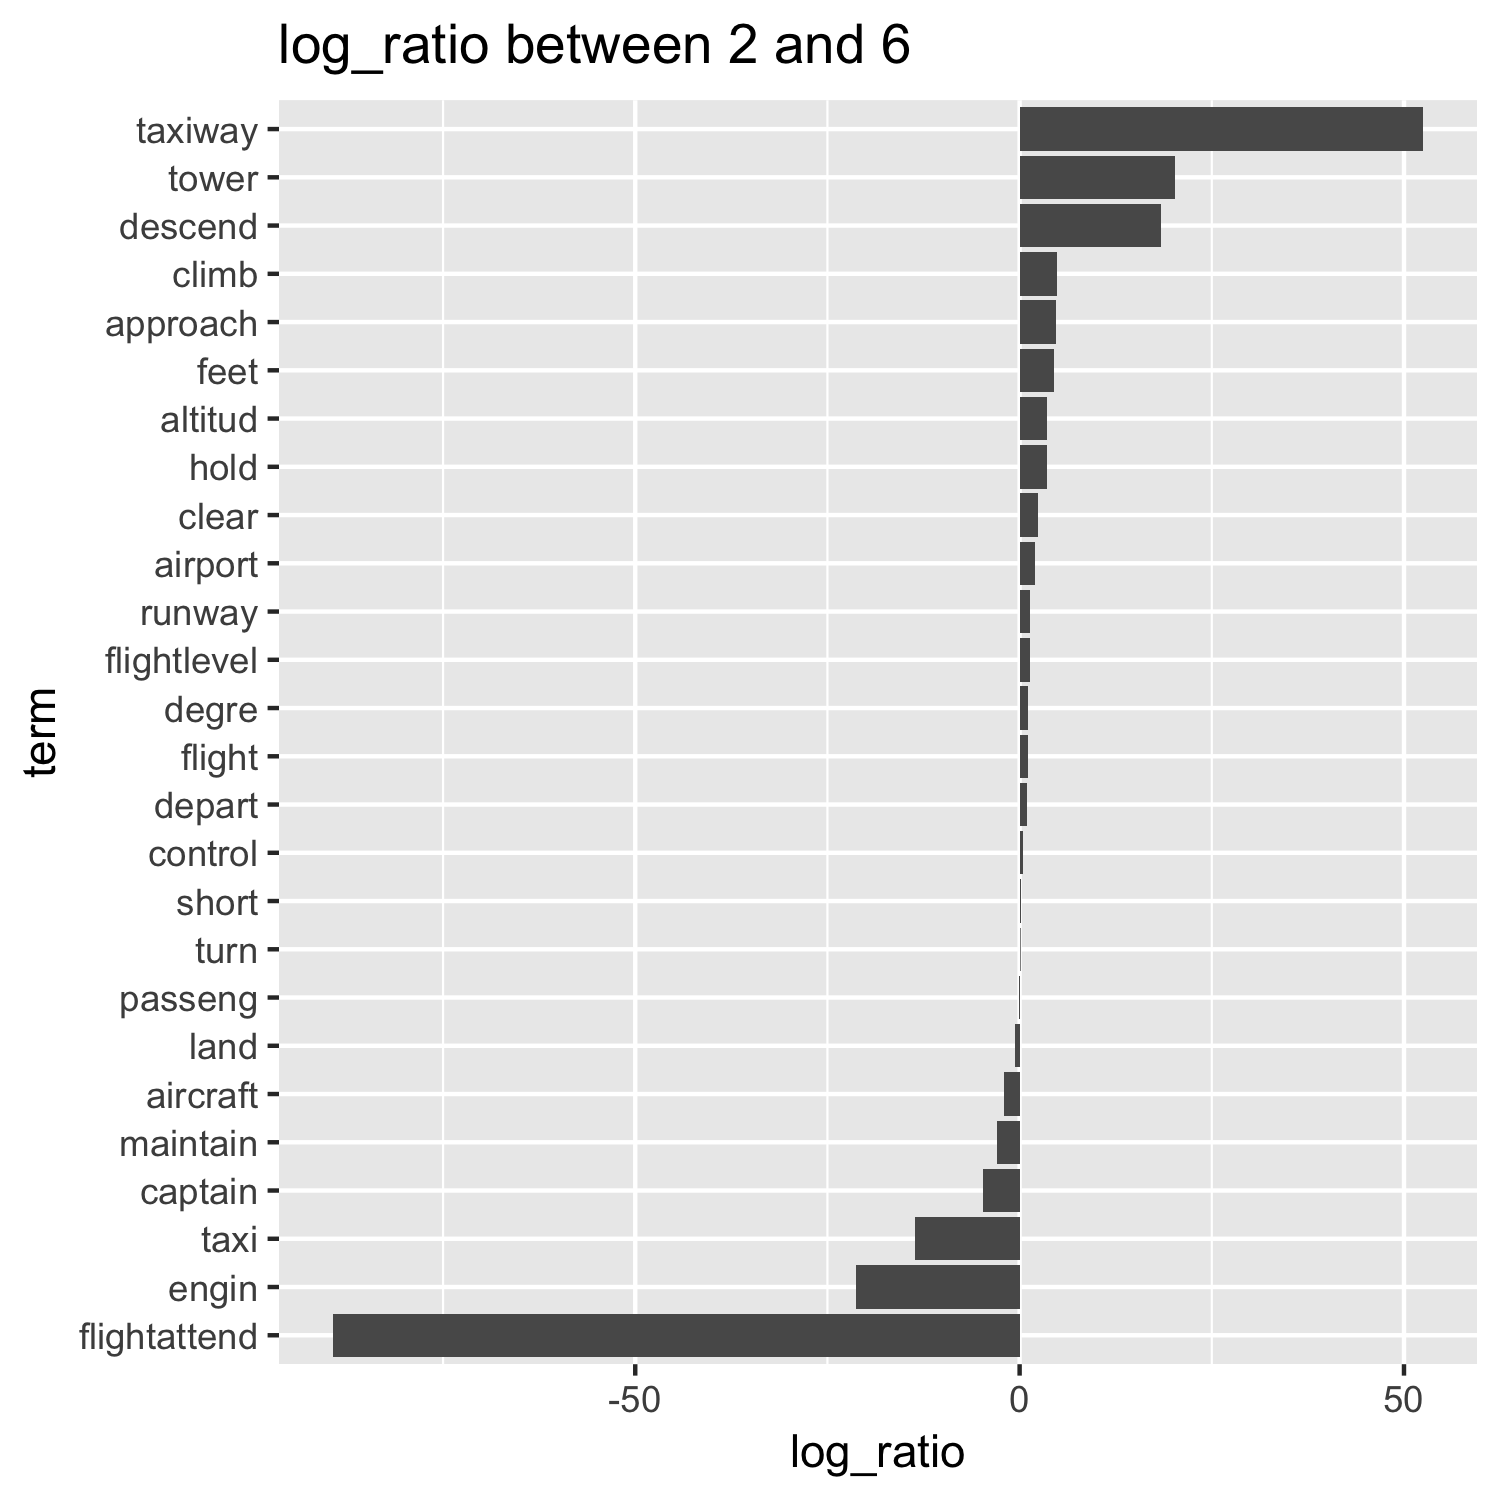 log_ratio between 2 and 6
term
taxiway
tower
descend
climb
approach
feet
altitud
hold
clear
airport
runway
flightlevel
degre
flight
depart
control
short
turn
passeng
land
aircraft
maintain
captain
taxi
engin
flightattend
-50 0 50
log_ratio